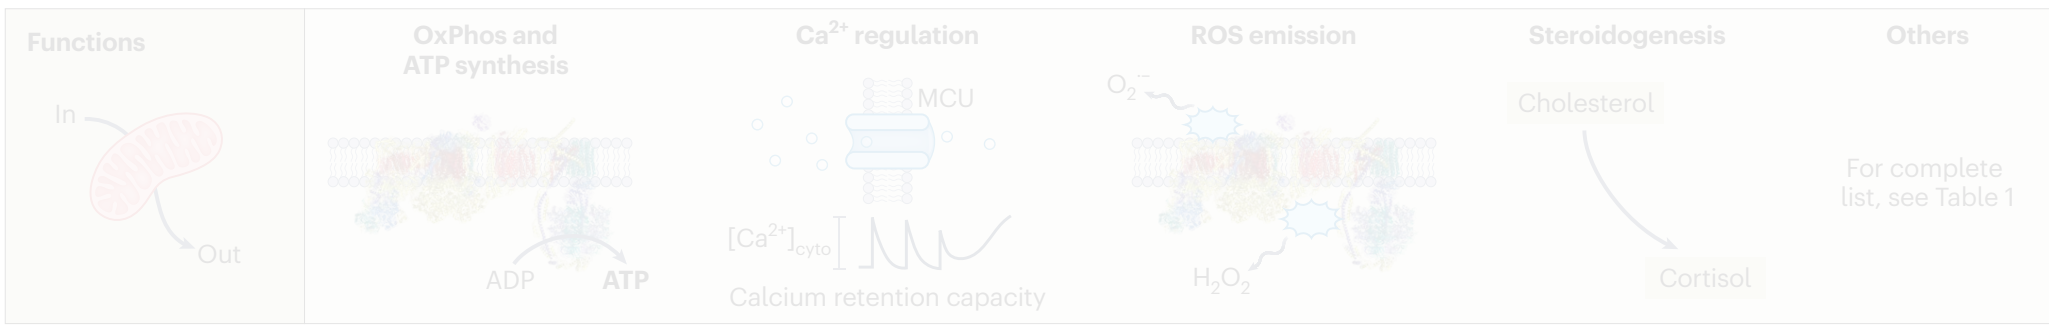 Functions
In
Out
OxPhos and
ATP synthesis
ADP
ATP
Ca²⁺ regulation
MCU
[Ca²⁺]cyto
Calcium retention capacity
ROS emission
O₂·⁻
H₂O₂
Steroidogenesis
Cholesterol
Cortisol
Others
For complete
list, see Table 1